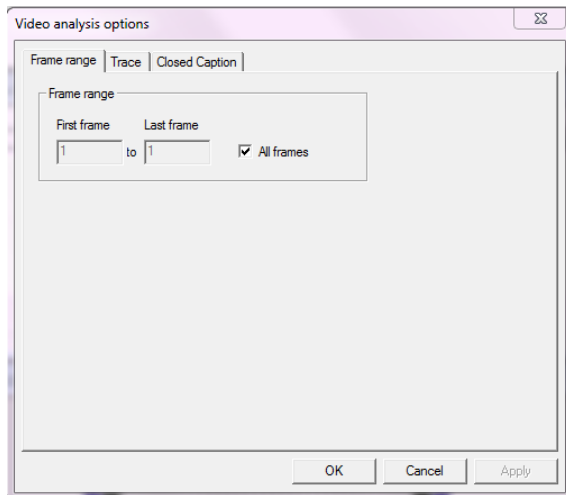 Video analysis options
Frame range Trace Closed Caption
Frame range
First frame Last frame
1 to 1 All frames
OK Cancel Apply